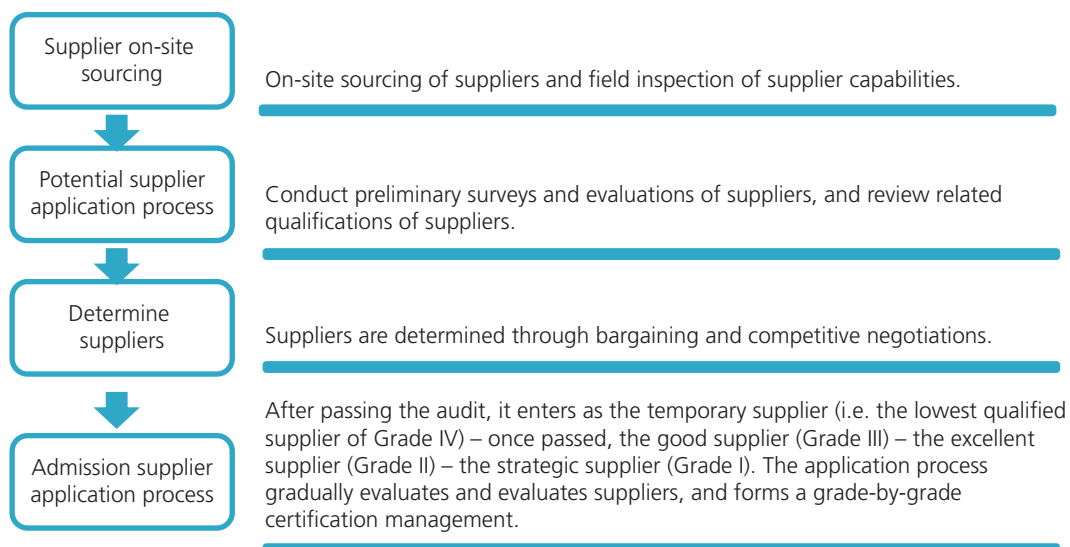 Supplier on-site
sourcing
On-site sourcing of suppliers and field inspection of supplier capabilities.
Potential supplier
application process
Conduct preliminary surveys and evaluations of suppliers, and review related
qualifications of suppliers.
Determine
suppliers
Suppliers are determined through bargaining and competitive negotiations.
Admission supplier
application process
After passing the audit, it enters as the temporary supplier (i.e. the lowest qualified
supplier of Grade IV) – once passed, the good supplier (Grade III) – the excellent
supplier (Grade II) – the strategic supplier (Grade I). The application process
gradually evaluates and evaluates suppliers, and forms a grade-by-grade
certification management.